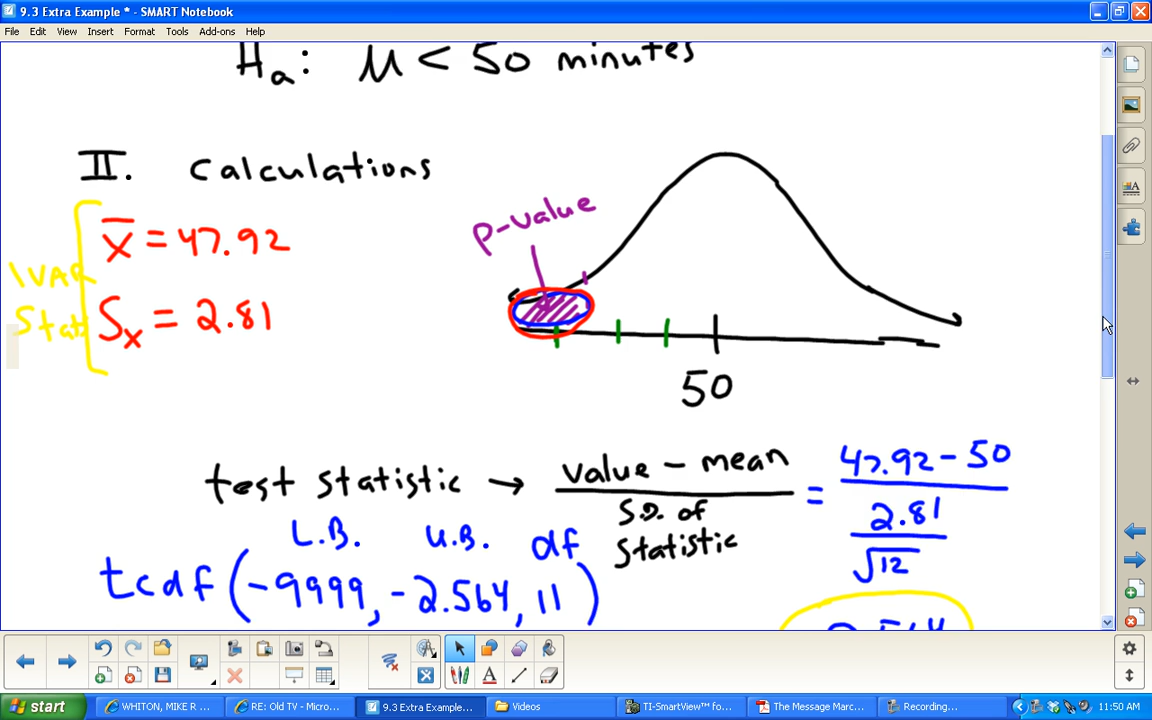 9.3 Extra Example * - SMART Notebook
File Edit View Insert Format Tools Add-ons Help
Ha: μ < 50 minutes
II. Calculations
p-value
x̄ = 47.92
1VAR
Stat
Sx = 2.81
50
test statistic → value - mean / S.D. of statistic = 47.92 - 50 / 2.81 / √12
L.B. U.B. df
tcdf (-9999, -2.564, 11)
start WHITON, MIKE R ... RE: Old TV - Micro... 9.3 Extra Example... Videos TI-SmartView™ fo... The Message Marc... Recording... 11:50 AM